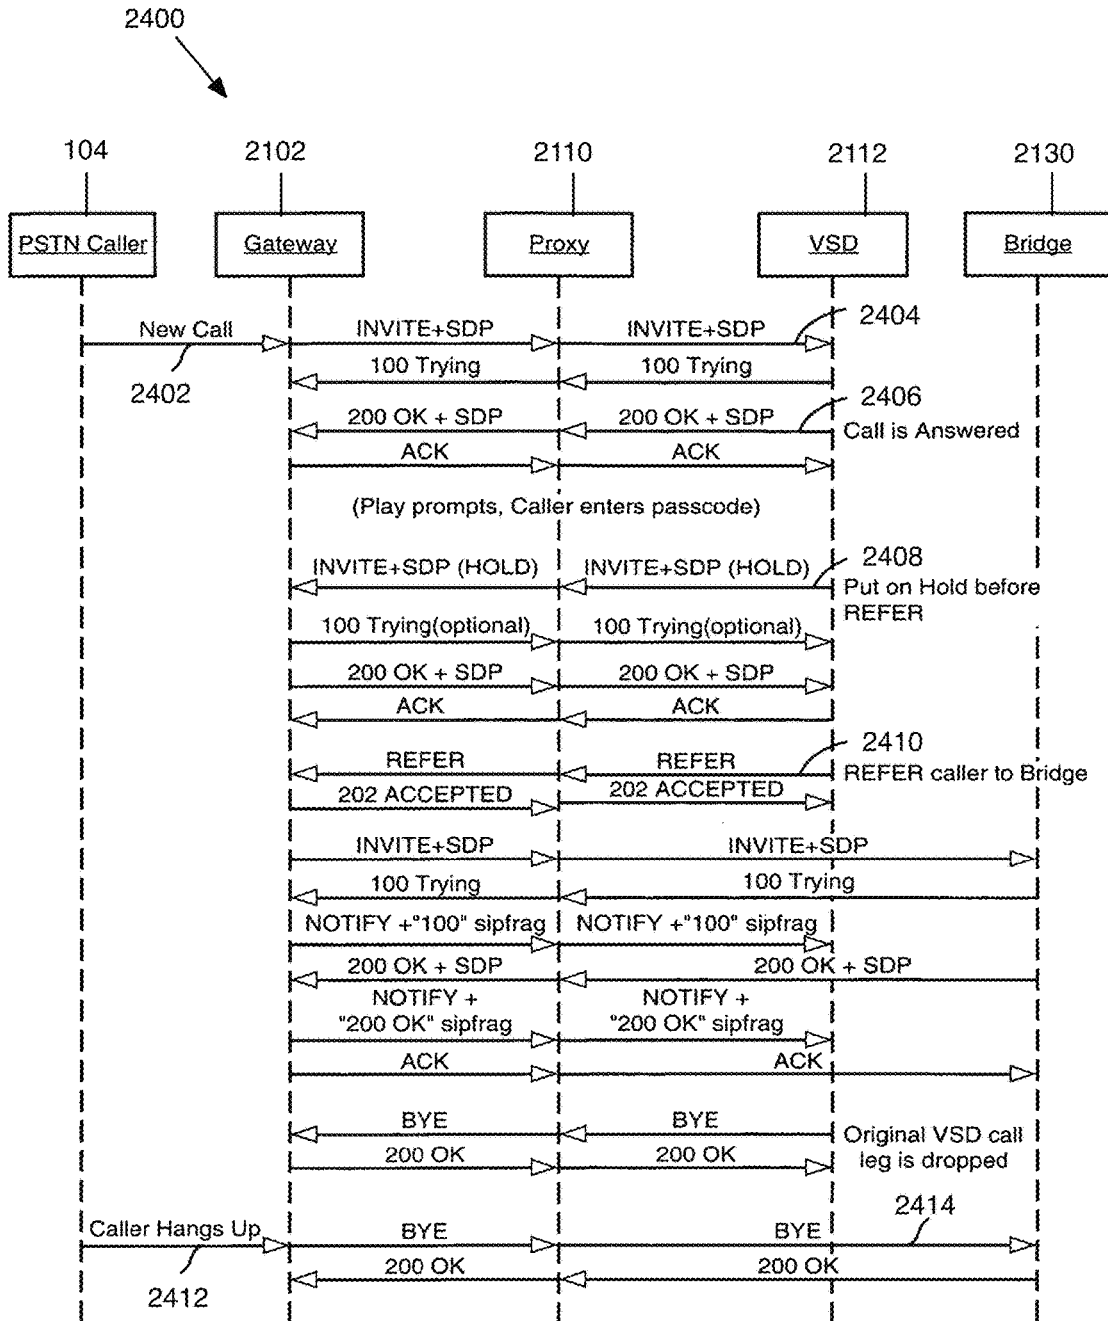 2400
104
2102
2110
2112
2130
PSTN Caller
Gateway
Proxy
VSD
Bridge
New Call
INVITE+SDP
INVITE+SDP
2404
2402
100 Trying
100 Trying
200 OK + SDP
200 OK + SDP
2406
Call is Answered
ACK
ACK
(Play prompts, Caller enters passcode)
INVITE+SDP (HOLD)
INVITE+SDP (HOLD)
2408
Put on Hold before
REFER
100 Trying(optional)
100 Trying(optional)
200 OK + SDP
200 OK + SDP
ACK
ACK
REFER
REFER
2410
REFER caller to Bridge
202 ACCEPTED
202 ACCEPTED
INVITE+SDP
INVITE+SDP
100 Trying
100 Trying
NOTIFY +"100" sipfrag
NOTIFY +"100" sipfrag
200 OK + SDP
200 OK + SDP
NOTIFY +
"200 OK" sipfrag
NOTIFY +
"200 OK" sipfrag
ACK
ACK
BYE
BYE
Original VSD call
leg is dropped
200 OK
200 OK
Caller Hangs Up
BYE
BYE
2414
2412
200 OK
200 OK